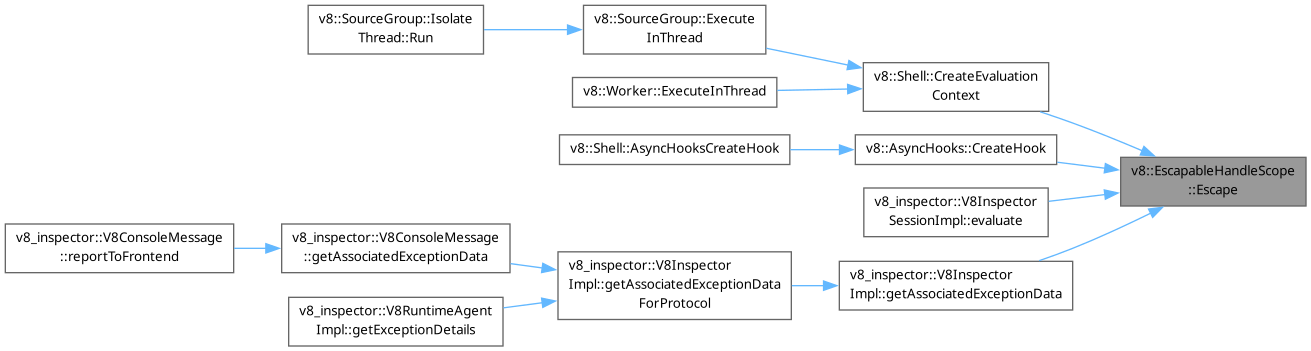 v8::SourceGroup::Isolate
Thread::Run
v8::SourceGroup::Execute
InThread
v8::Shell::CreateEvaluation
Context
v8::Worker::ExecuteInThread
v8::Shell::AsyncHooksCreateHook
v8::AsyncHooks::CreateHook
v8::EscapableHandleScope
::Escape
v8_inspector::V8Inspector
SessionImpl::evaluate
v8_inspector::V8ConsoleMessage
::reportToFrontend
v8_inspector::V8ConsoleMessage
::getAssociatedExceptionData
v8_inspector::V8Inspector
Impl::getAssociatedExceptionData
ForProtocol
v8_inspector::V8Inspector
Impl::getAssociatedExceptionData
v8_inspector::V8RuntimeAgent
Impl::getExceptionDetails